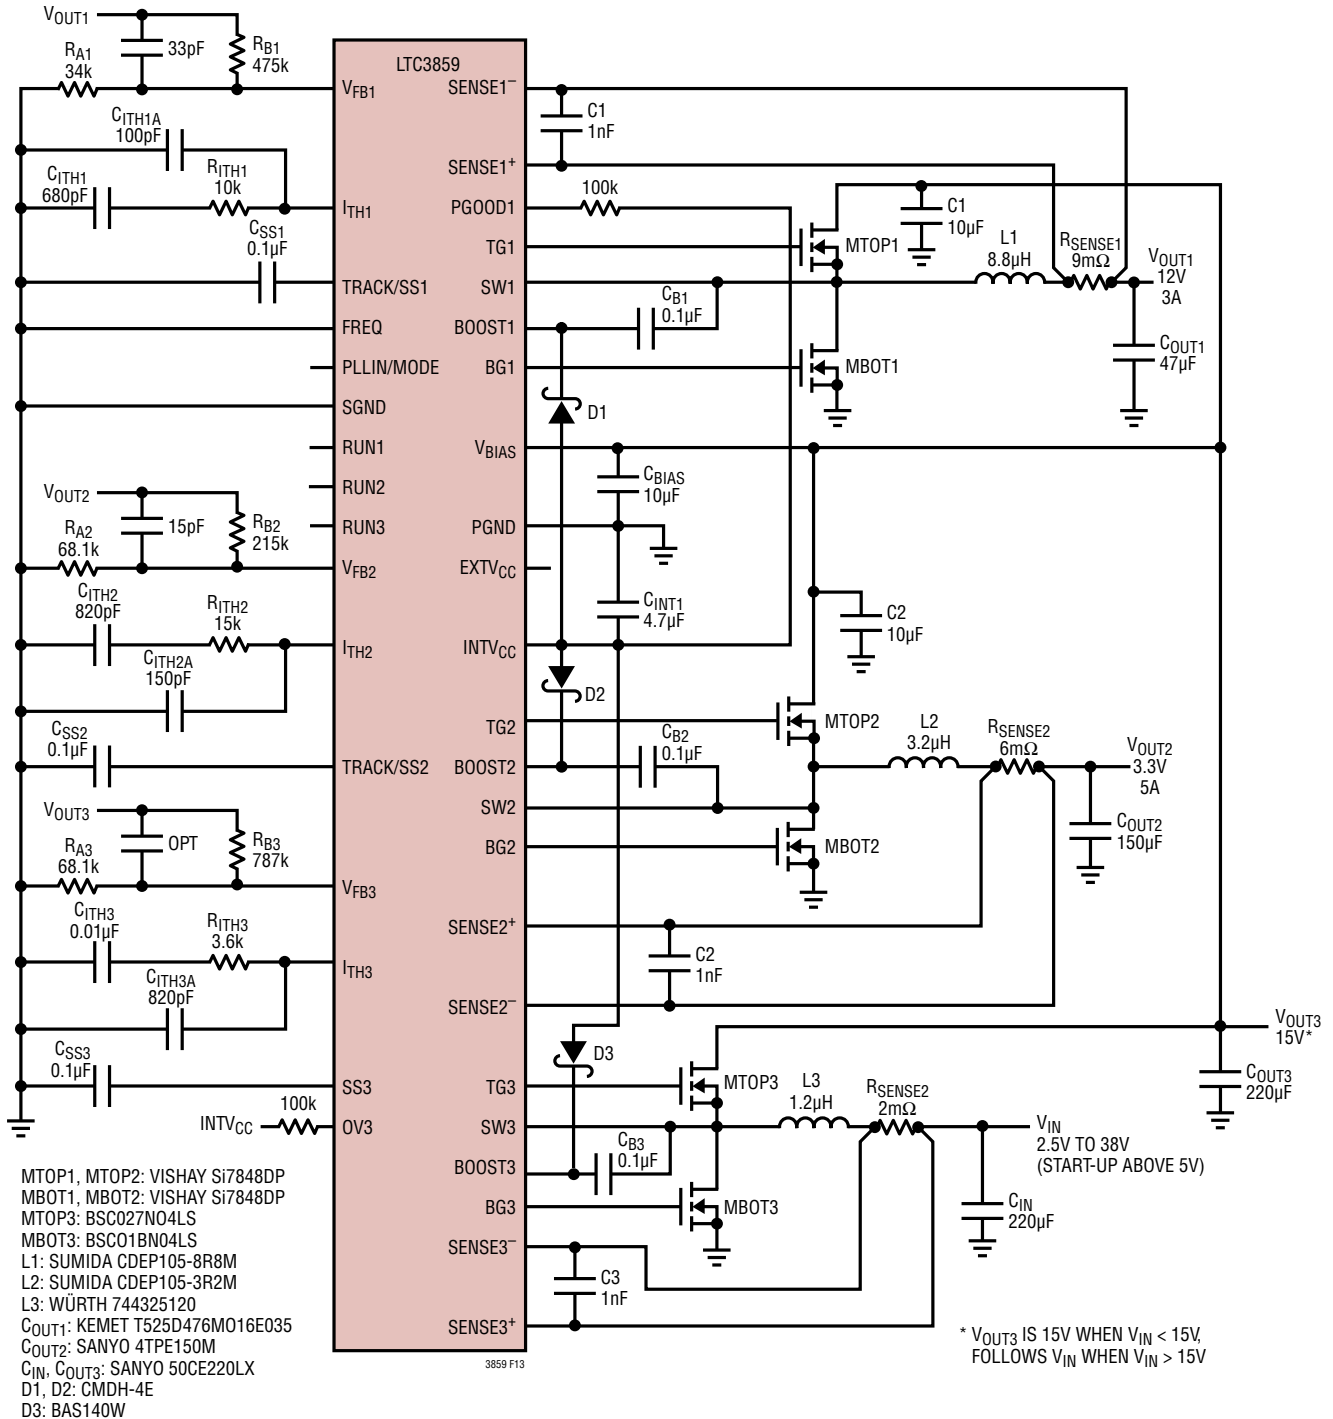 VOUT1
RA1
34k
33pF
RB1
475k
CITH1A
100pF
CITH1
680pF
RITH1
10k
CSS1
0.1µF
VOUT2
RA2
68.1k
15pF
RB2
215k
CITH2
820pF
RITH2
15k
CITH2A
150pF
CSS2
0.1µF
VOUT3
RA3
68.1k
OPT
RB3
787k
CITH3
0.01µF
RITH3
3.6k
CITH3A
820pF
CSS3
0.1µF
INTVCC
100k
LTC3859
VFB1
ITH1
TRACK/SS1
FREQ
PLLIN/MODE
SGND
RUN1
RUN2
RUN3
VFB2
ITH2
TRACK/SS2
VFB3
ITH3
SS3
OV3
SENSE1–
SENSE1+
PGOOD1
TG1
SW1
BOOST1
BG1
VBIAS
PGND
EXTVCC
INTVCC
TG2
BOOST2
SW2
BG2
SENSE2+
SENSE2–
TG3
SW3
BOOST3
BG3
SENSE3–
SENSE3+
C1
1nF
100k
C1
10µF
MTOP1
L1
8.8µH
RSENSE1
9mΩ
VOUT1
12V
3A
CB1
0.1µF
COUT1
47µF
MBOT1
D1
CBIAS
10µF
CINT1
4.7µF
C2
10µF
D2
MTOP2
L2
3.2µH
RSENSE2
6mΩ
VOUT2
3.3V
5A
CB2
0.1µF
COUT2
150µF
MBOT2
C2
1nF
VOUT3
15V*
D3
MTOP3
L3
1.2µH
RSENSE2
2mΩ
COUT3
220µF
VIN
2.5V TO 38V
(START-UP ABOVE 5V)
CB3
0.1µF
CIN
220µF
MBOT3
C3
1nF
MTOP1, MTOP2: VISHAY Si7848DP
MBOT1, MBOT2: VISHAY Si7848DP
MTOP3: BSC027NO4LS
MBOT3: BSCO1BN04LS
L1: SUMIDA CDEP105-8R8M
L2: SUMIDA CDEP105-3R2M
L3: WÜRTH 744325120
COUT1: KEMET T525D476MO16E035
COUT2: SANYO 4TPE150M
CIN, COUT3: SANYO 50CE220LX
D1, D2: CMDH-4E
D3: BAS140W
3859 F13
* VOUT3 IS 15V WHEN VIN < 15V,
FOLLOWS VIN WHEN VIN > 15V